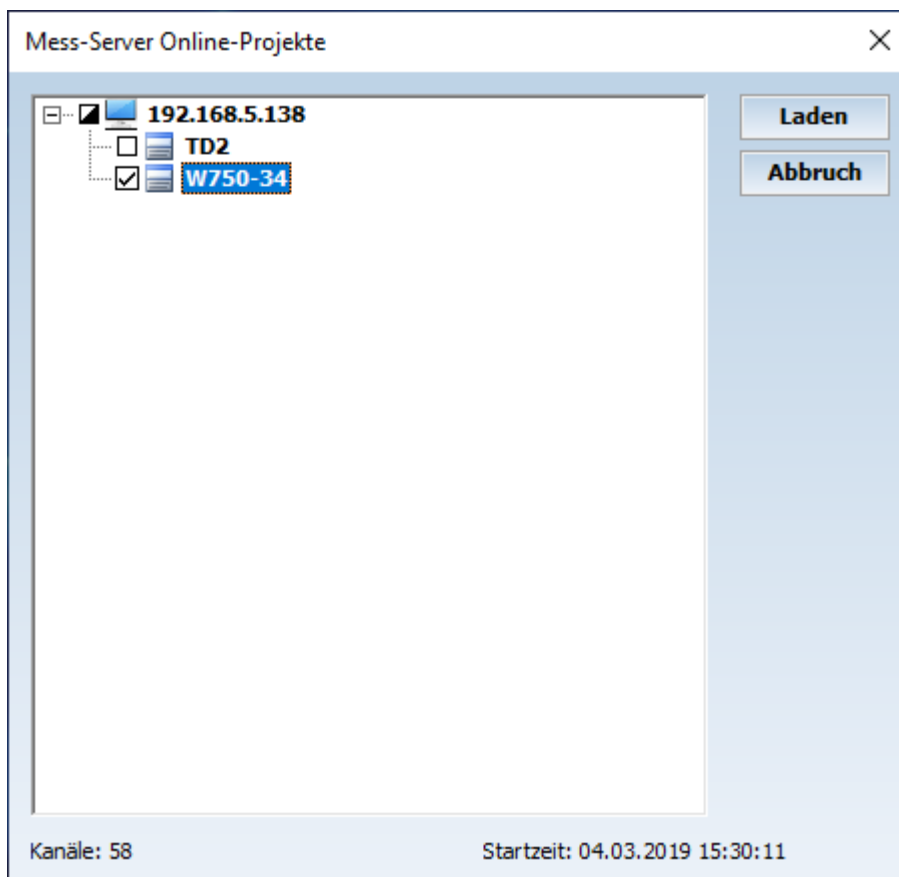 Mess-Server Online-Projekte
192.168.5.138
TD2
W750-34
Laden
Abbruch
Kanäle: 58
Startzeit: 04.03.2019 15:30:11